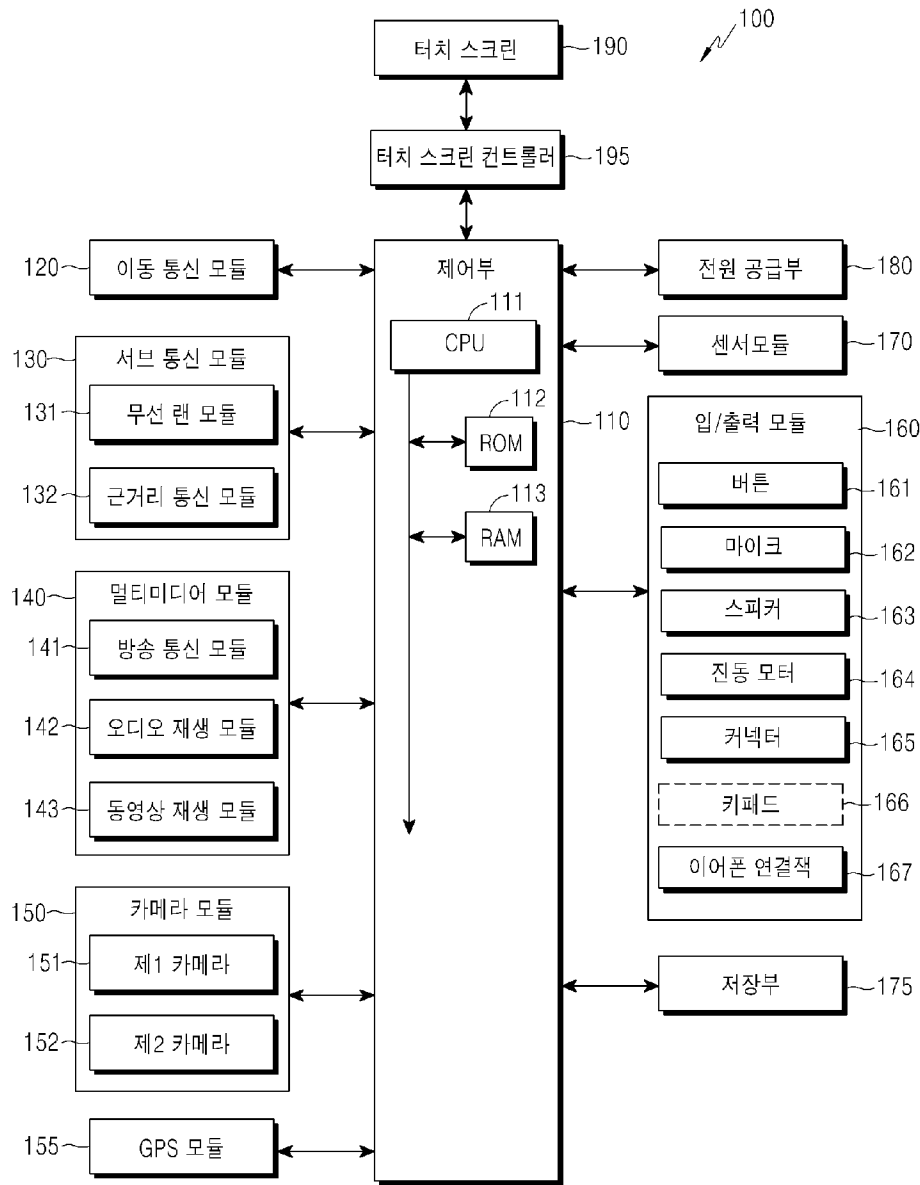 100
터치 스크린
190
터치 스크린 컨트롤러
195
120
이동 통신 모듈
제어부
전원 공급부
180
111
CPU
센서모듈
170
130
서브 통신 모듈
131
무선 랜 모듈
132
근거리 통신 모듈
112
ROM
110
113
RAM
입/출력 모듈
160
버튼
161
마이크
162
스피커
163
진동 모터
164
커넥터
165
키패드
166
이어폰 연결잭
167
140
멀티미디어 모듈
141
방송 통신 모듈
142
오디오 재생 모듈
143
동영상 재생 모듈
150
카메라 모듈
151
제1 카메라
152
제2 카메라
저장부
175
155
GPS 모듈